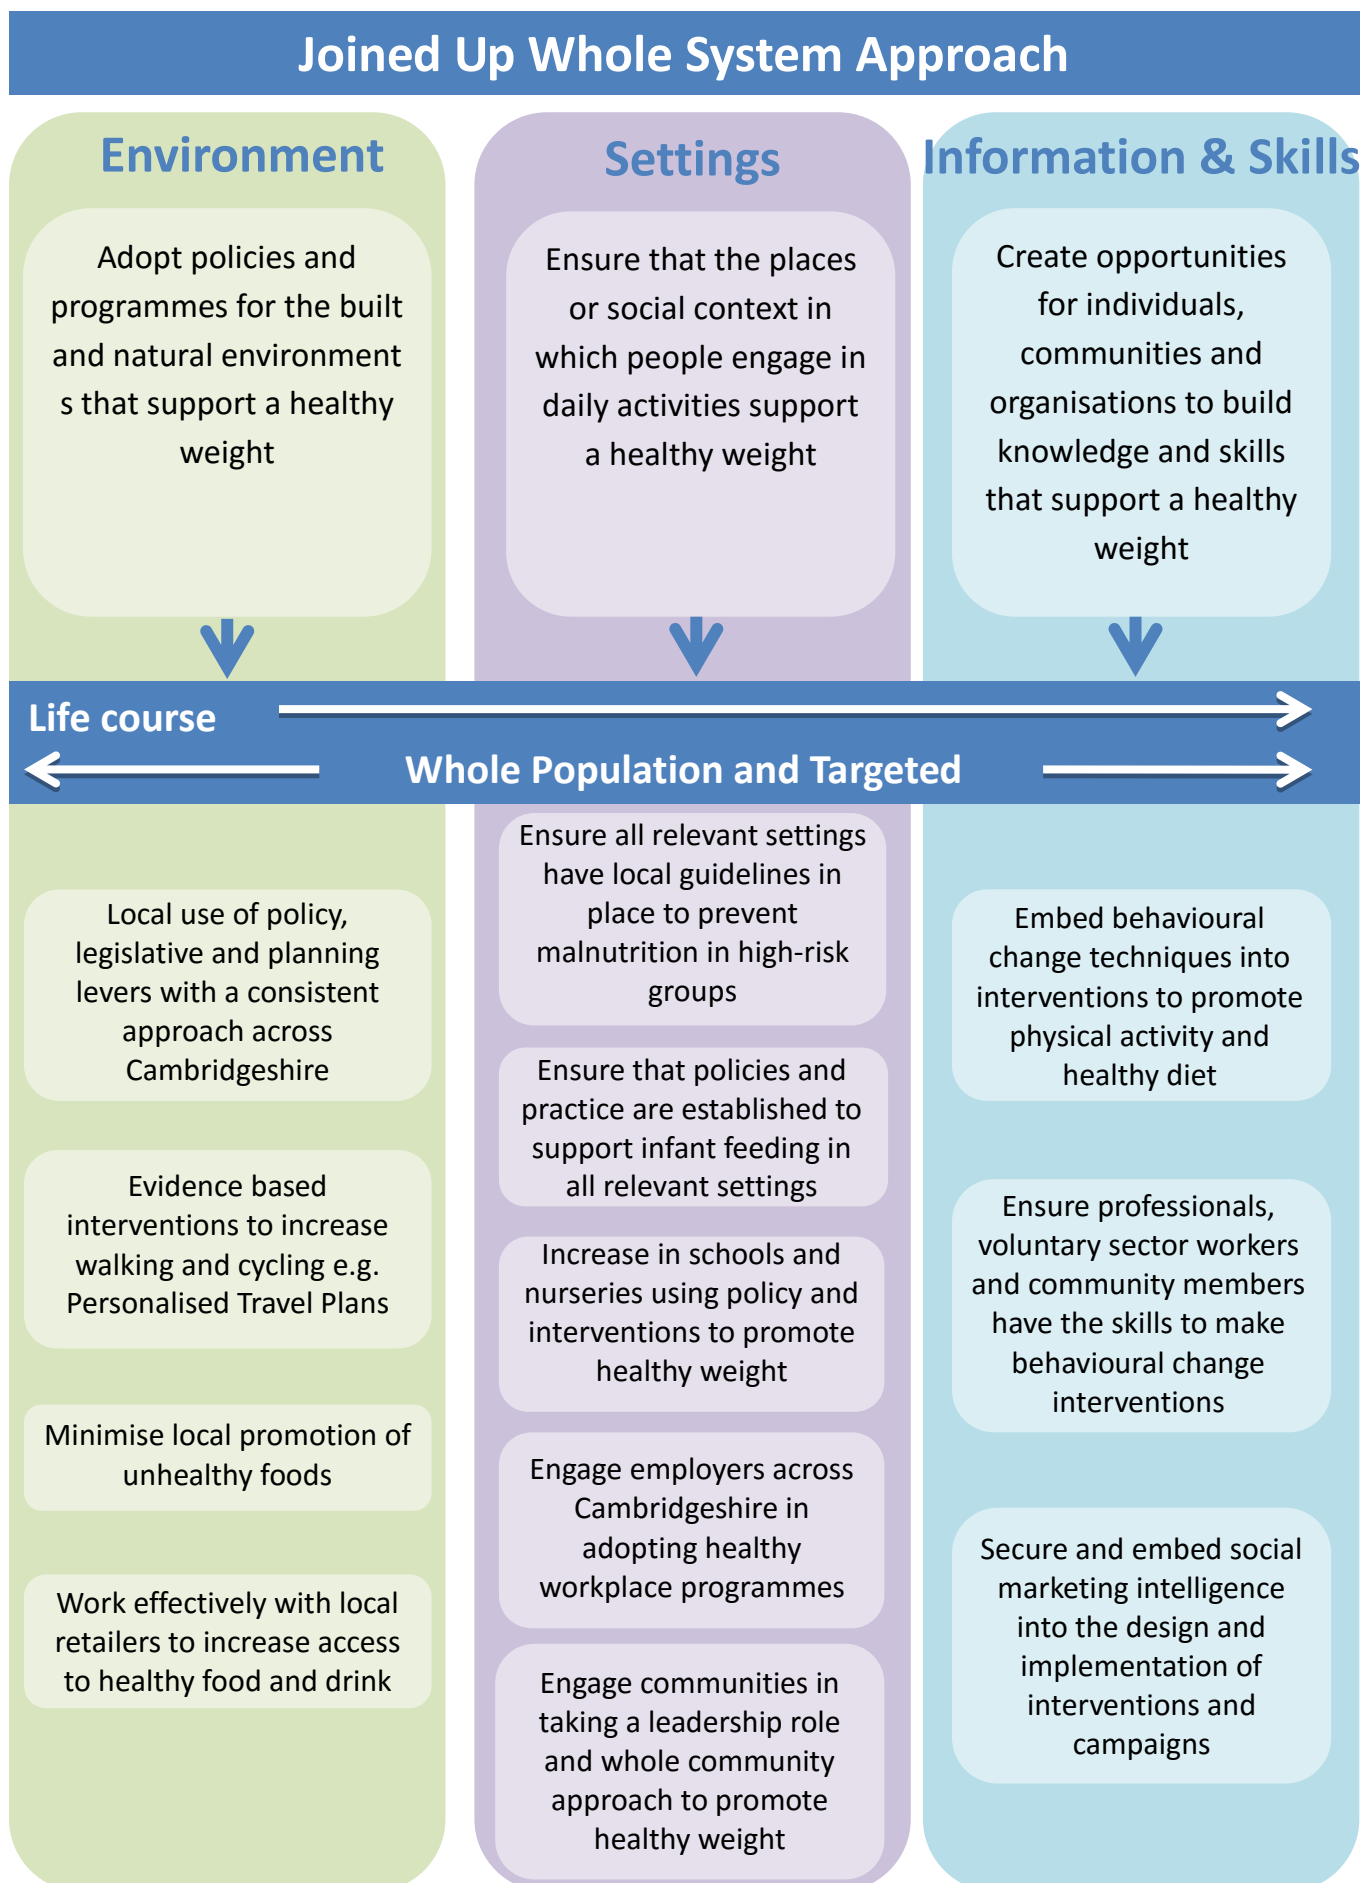 Joined Up Whole System Approach
Environment
Adopt policies and
programmes for the built
and natural environment
s that support a healthy
weight
Settings
Ensure that the places
or social context in
which people engage in
daily activities support
a healthy weight
Information & Skills
Create opportunities
for individuals,
communities and
organisations to build
knowledge and skills
that support a healthy
weight
Life course
Whole Population and Targeted
Local use of policy,
legislative and planning
levers with a consistent
approach across
Cambridgeshire
Evidence based
interventions to increase
walking and cycling e.g.
Personalised Travel Plans
Minimise local promotion of
unhealthy foods
Work effectively with local
retailers to increase access
to healthy food and drink
Ensure all relevant settings
have local guidelines in
place to prevent
malnutrition in high-risk
groups
Ensure that policies and
practice are established to
support infant feeding in
all relevant settings
Increase in schools and
nurseries using policy and
interventions to promote
healthy weight
Engage employers across
Cambridgeshire in
adopting healthy
workplace programmes
Engage communities in
taking a leadership role
and whole community
approach to promote
healthy weight
Embed behavioural
change techniques into
interventions to promote
physical activity and
healthy diet
Ensure professionals,
voluntary sector workers
and community members
have the skills to make
behavioural change
interventions
Secure and embed social
marketing intelligence
into the design and
implementation of
interventions and
campaigns